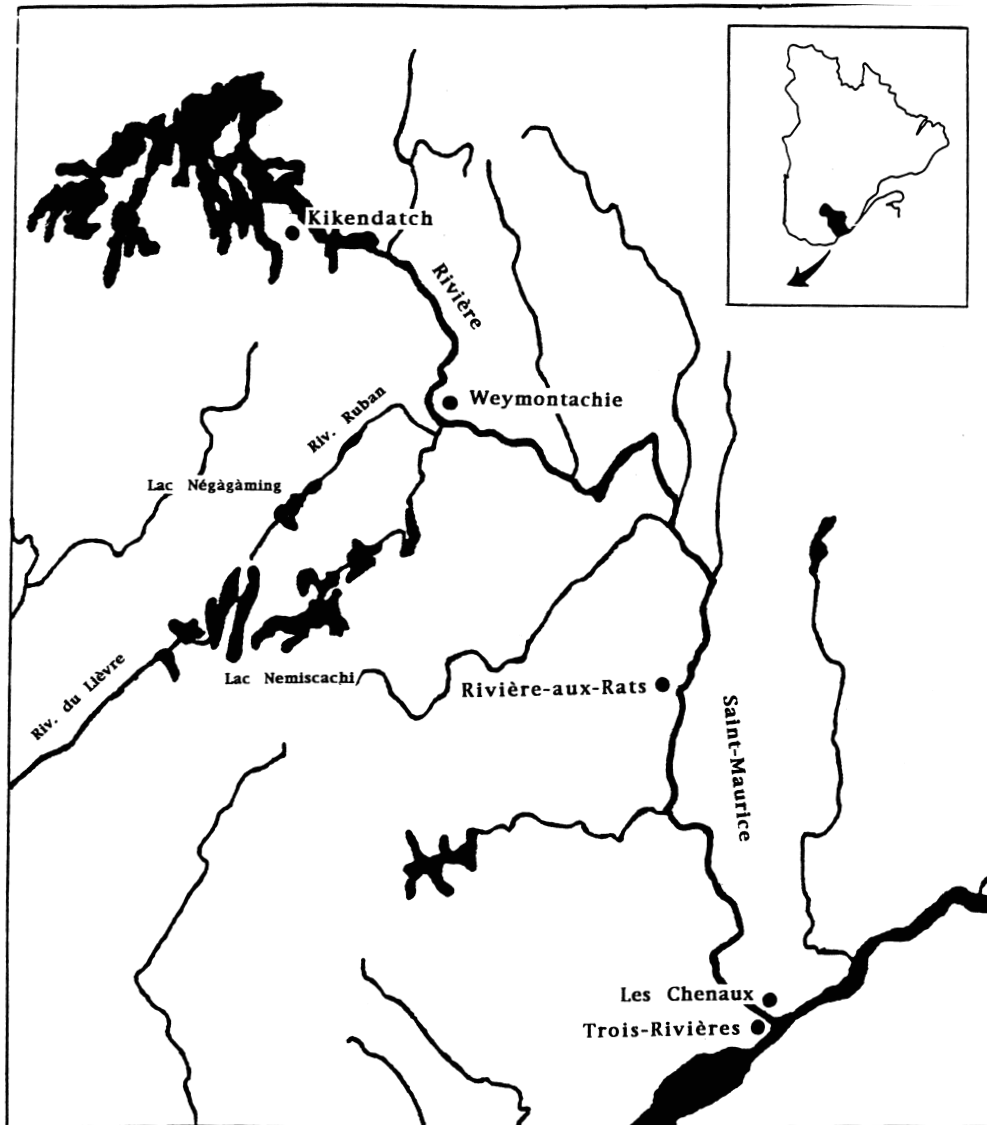 Kikendatch
Rivière
Weymontachie
Riv. Ruban
Lac Négàgàming
Riv. du Lièvre
Lac Nemiscachi
Rivière-aux-Rats
Saint-Maurice
Les Chenaux
Trois-Rivières